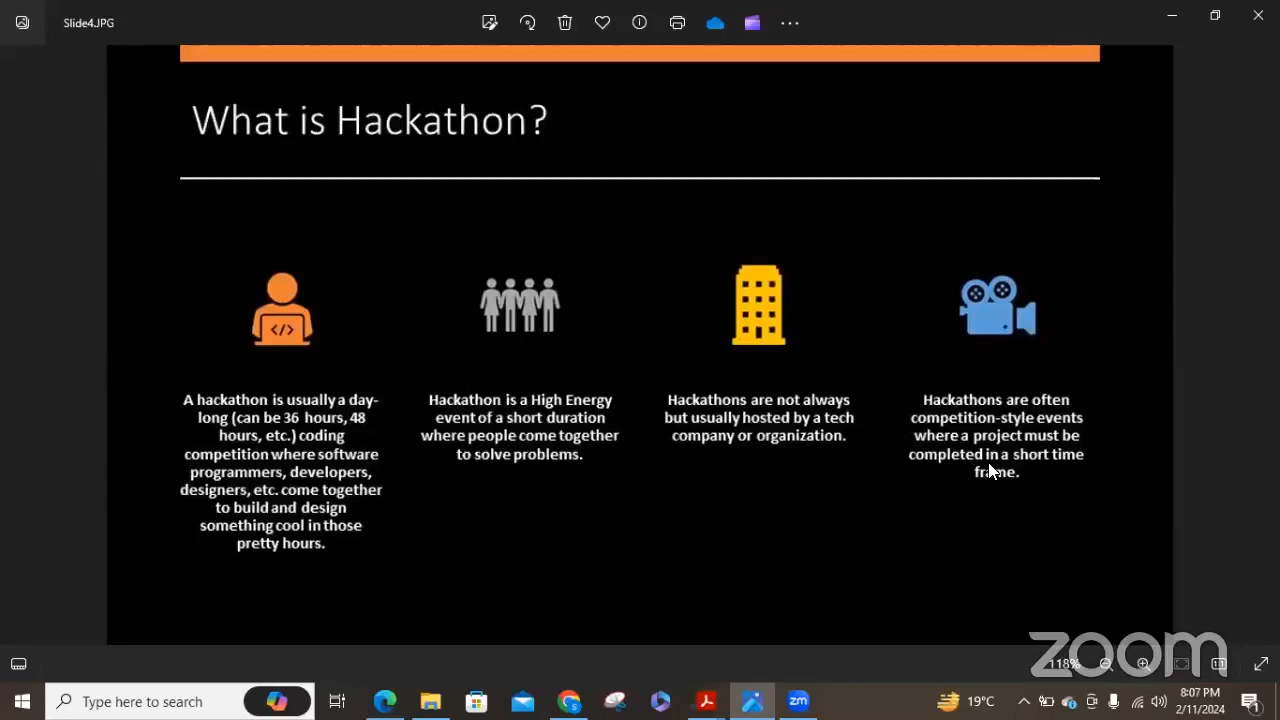 Slide4.JPG
What is Hackathon?
</>
A hackathon is usually a day-
long (can be 36 hours, 48
hours, etc.) coding
competition where software
programmers, developers,
designers, etc. come together
to build and design
something cool in those
pretty hours.
Hackathon is a High Energy
event of a short duration
where people come together
to solve problems.
Hackathons are not always
but usually hosted by a tech
company or organization.
Hackathons are often
competition-style events
where a project must be
completed in a short time
frame.
zoom
118%
Type here to search
zm
19°C
8:07 PM
2/11/2024